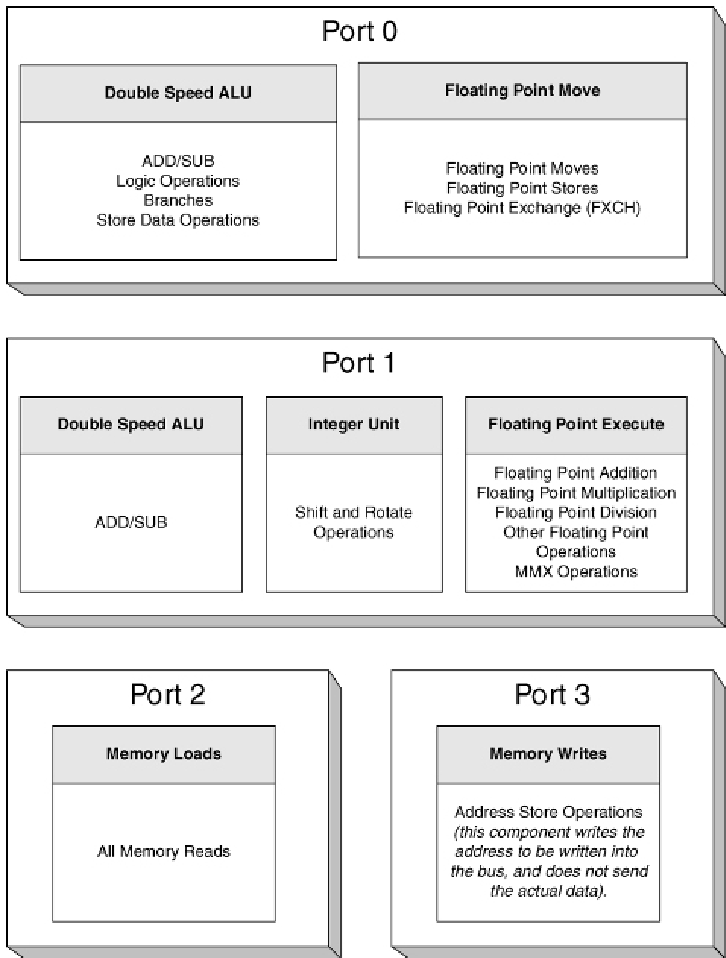 Port 0
Double Speed ALU
ADD/SUB
Logic Operations
Branches
Store Data Operations
Floating Point Move
Floating Point Moves
Floating Point Stores
Floating Point Exchange (FXCH)
Port 1
Double Speed ALU
ADD/SUB
Integer Unit
Shift and Rotate
Operations
Floating Point Execute
Floating Point Addition
Floating Point Multiplication
Floating Point Division
Other Floating Point
Operations
MMX Operations
Port 2
Memory Loads
All Memory Reads
Port 3
Memory Writes
Address Store Operations
(this component writes the
address to be written into
the bus, and does not send
the actual data).